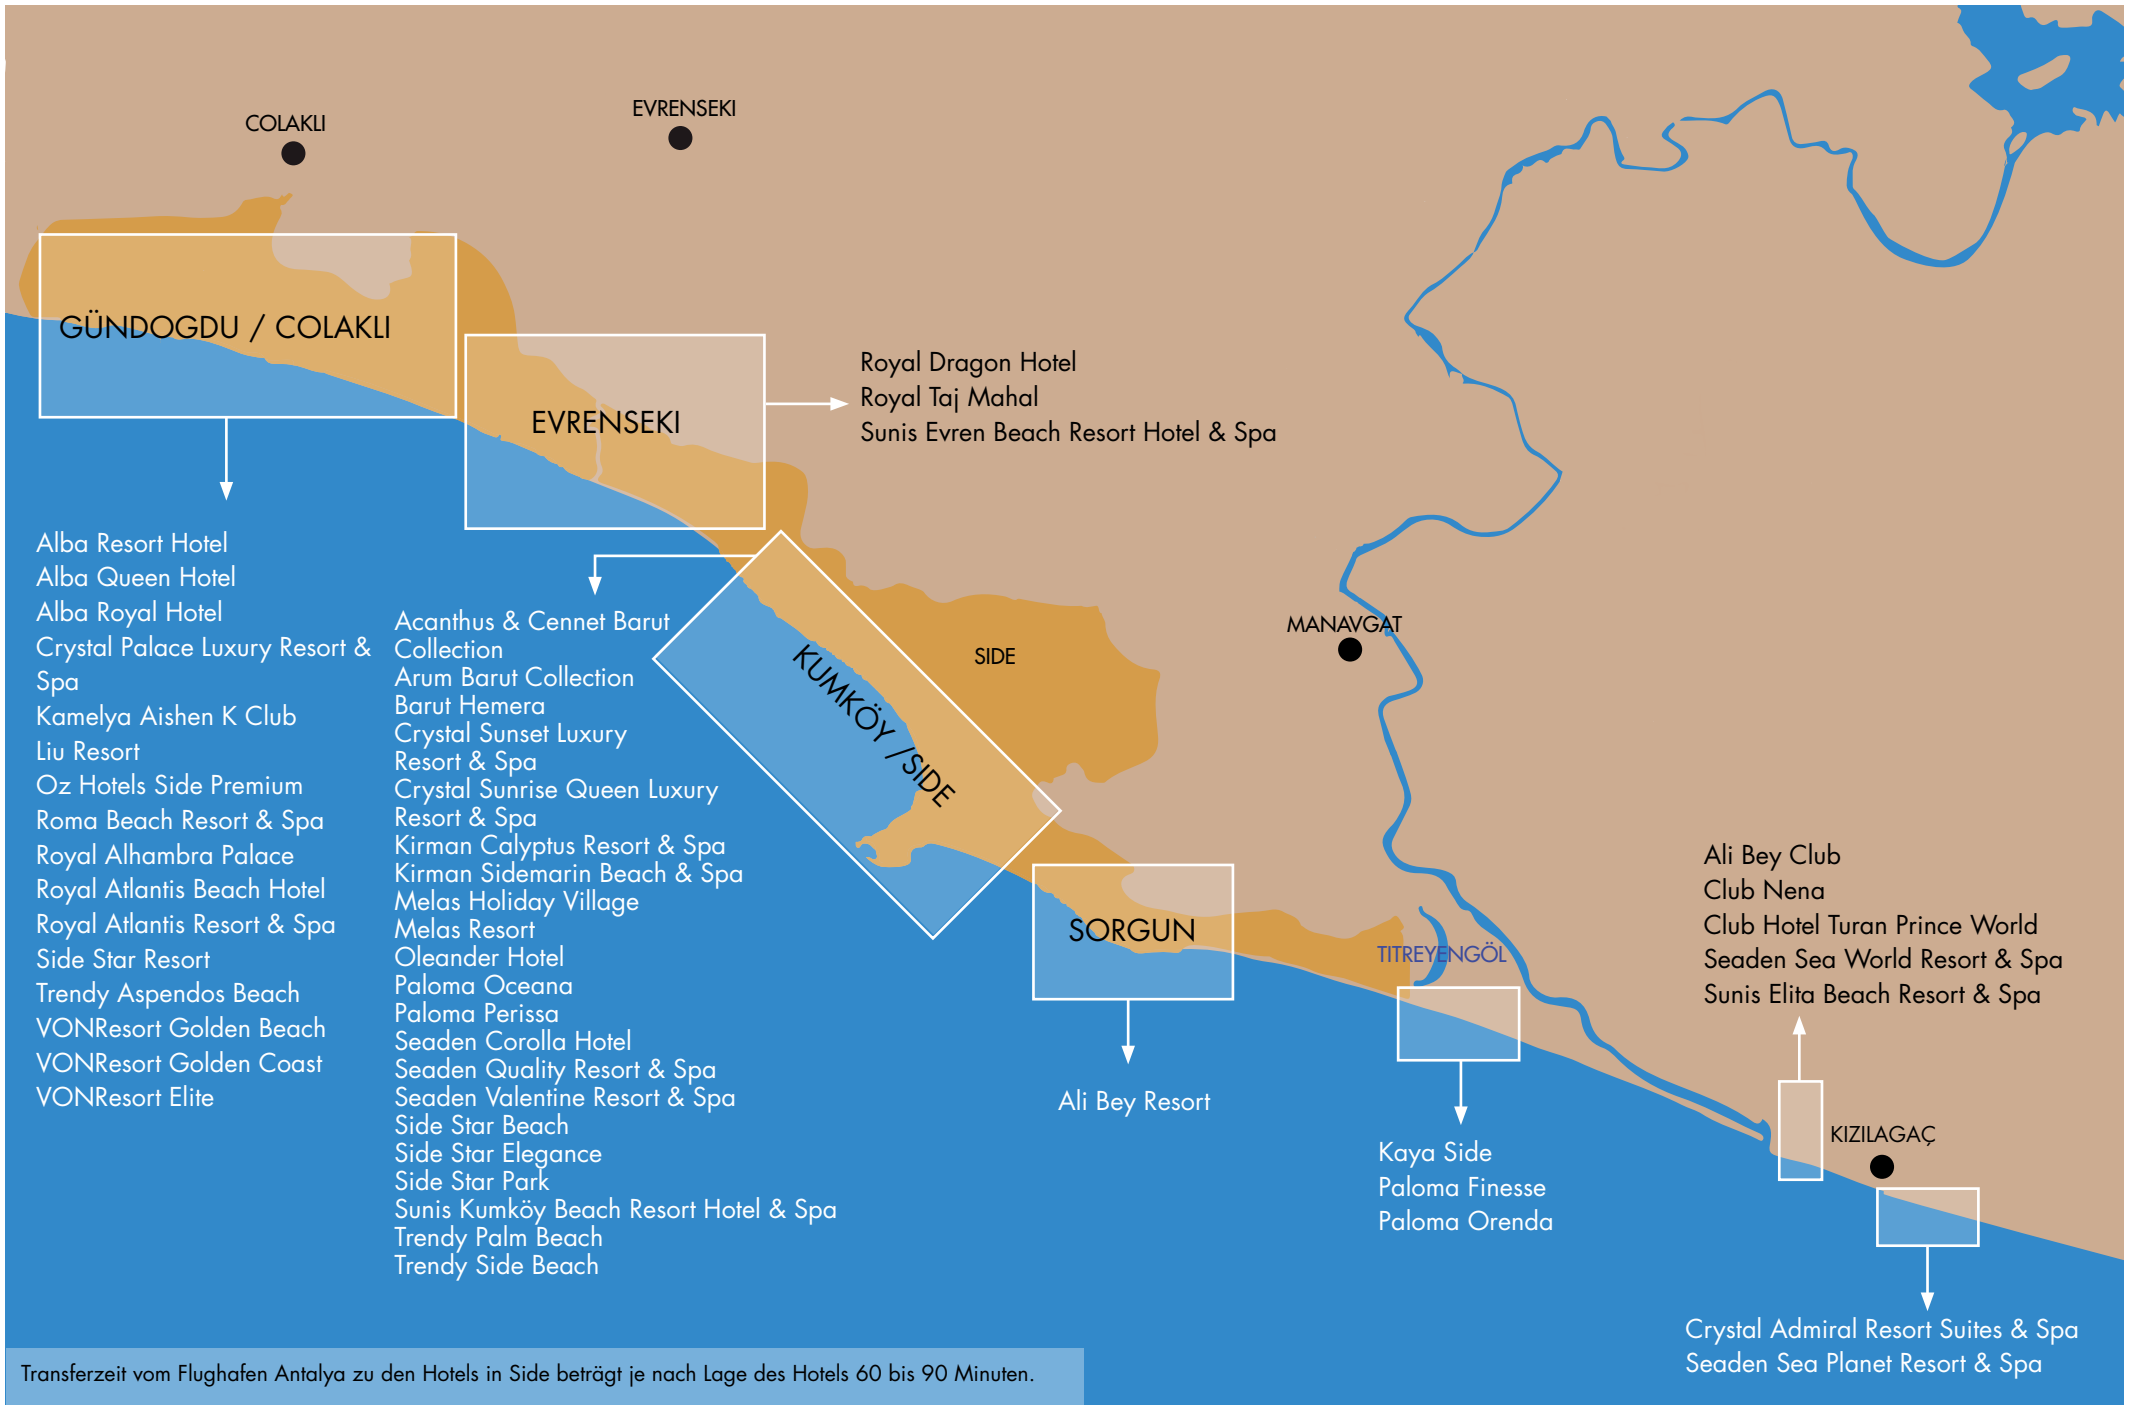 COLAKLI
EVRENSEKI
GÜNDOGDU / COLAKLI
EVRENSEKI
Royal Dragon Hotel
Royal Taj Mahal
Sunis Evren Beach Resort Hotel & Spa
Alba Resort Hotel
Alba Queen Hotel
Alba Royal Hotel
Crystal Palace Luxury Resort &
Spa
Kamelya Aishen K Club
Liu Resort
Oz Hotels Side Premium
Roma Beach Resort & Spa
Royal Alhambra Palace
Royal Atlantis Beach Hotel
Royal Atlantis Resort & Spa
Side Star Resort
Trendy Aspendos Beach
VONResort Golden Beach
VONResort Golden Coast
VONResort Elite
Acanthus & Cennet Barut
Collection
Arum Barut Collection
Barut Hemera
Crystal Sunset Luxury
Resort & Spa
Crystal Sunrise Queen Luxury
Resort & Spa
Kirman Calyptus Resort & Spa
Kirman Sidemarin Beach & Spa
Melas Holiday Village
Melas Resort
Oleander Hotel
Paloma Oceana
Paloma Perissa
Seaden Corolla Hotel
Seaden Quality Resort & Spa
Seaden Valentine Resort & Spa
Side Star Beach
Side Star Elegance
Side Star Park
Sunis Kumköy Beach Resort Hotel & Spa
Trendy Palm Beach
Trendy Side Beach
KUMKÖY /SIDE
SIDE
MANAVGAT
SORGUN
Ali Bey Resort
TITREYENGÖL
Kaya Side
Paloma Finesse
Paloma Orenda
Ali Bey Club
Club Nena
Club Hotel Turan Prince World
Seaden Sea World Resort & Spa
Sunis Elita Beach Resort & Spa
KIZILAGAÇ
Crystal Admiral Resort Suites & Spa
Seaden Sea Planet Resort & Spa
Transferzeit vom Flughafen Antalya zu den Hotels in Side beträgt je nach Lage des Hotels 60 bis 90 Minuten.